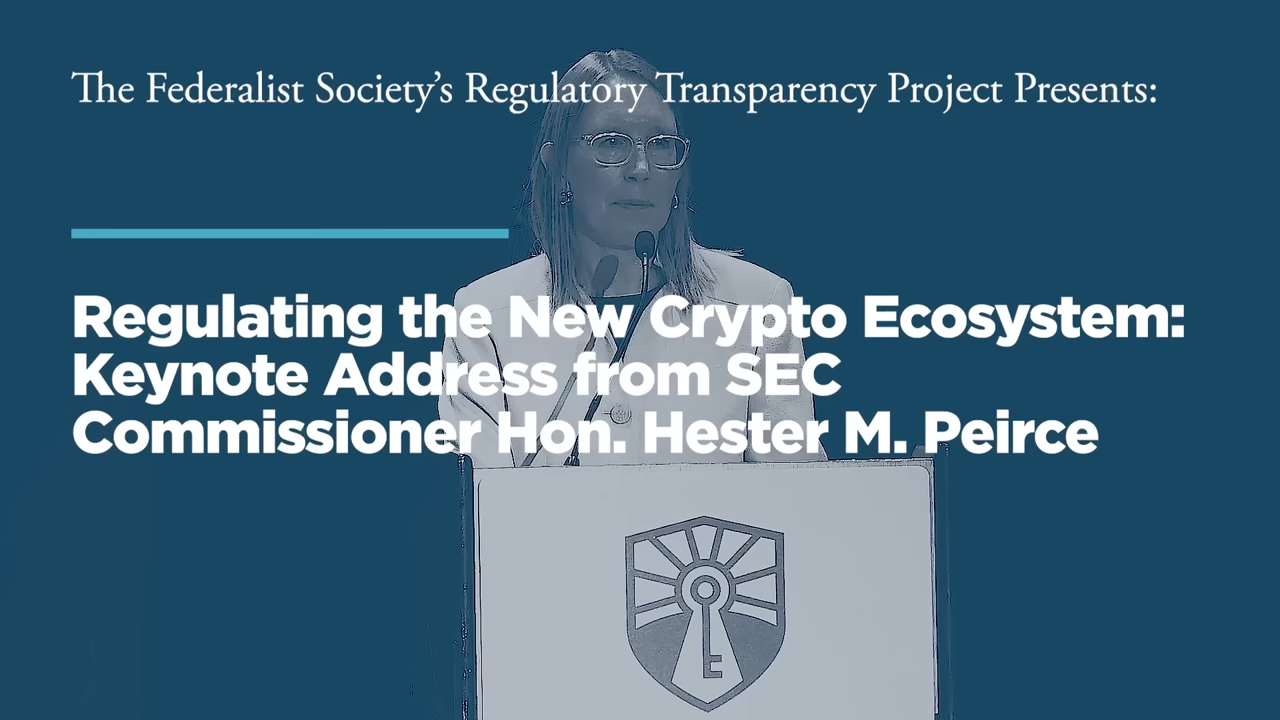 The Federalist Society's Regulatory Transparency Project Presents:
Regulating the New Crypto Ecosystem:
Keynote Address from SEC
Commissioner Hon. Hester M. Peirce